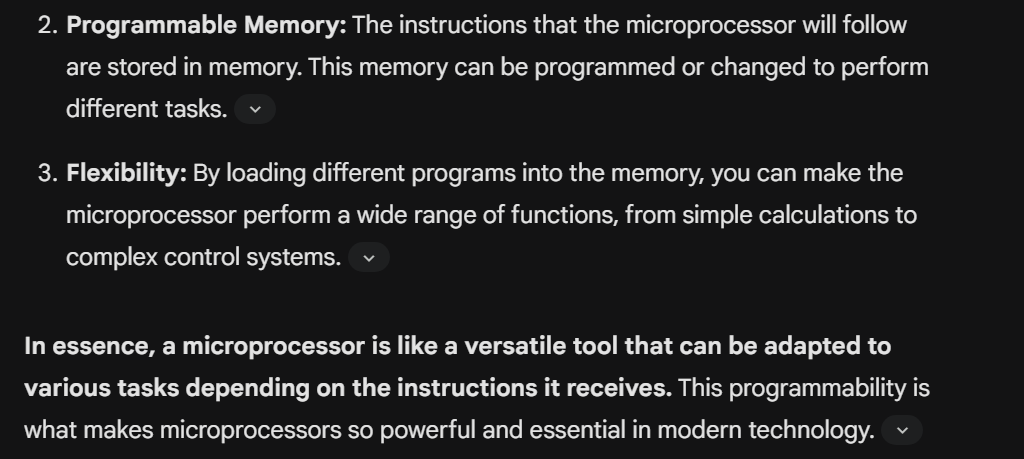 2. Programmable Memory: The instructions that the microprocessor will follow
are stored in memory. This memory can be programmed or changed to perform
different tasks.
3. Flexibility: By loading different programs into the memory, you can make the
microprocessor perform a wide range of functions, from simple calculations to
complex control systems.
In essence, a microprocessor is like a versatile tool that can be adapted to
various tasks depending on the instructions it receives. This programmability is
what makes microprocessors so powerful and essential in modern technology.